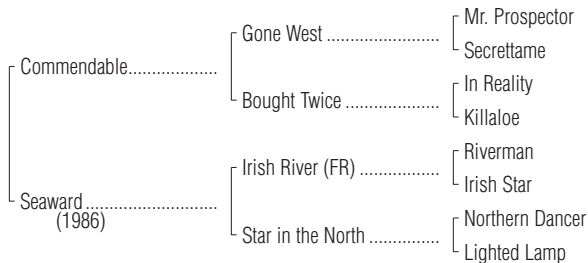 Mr. Prospector
Gone West ........................
Secrettame
Commendable...................
In Reality
Bought Twice ....................
Killaloe
Riverman
Irish River (FR) .................
Irish Star
Seaward ............................
(1986)
Northern Dancer
Star in the North ...............
Lighted Lamp